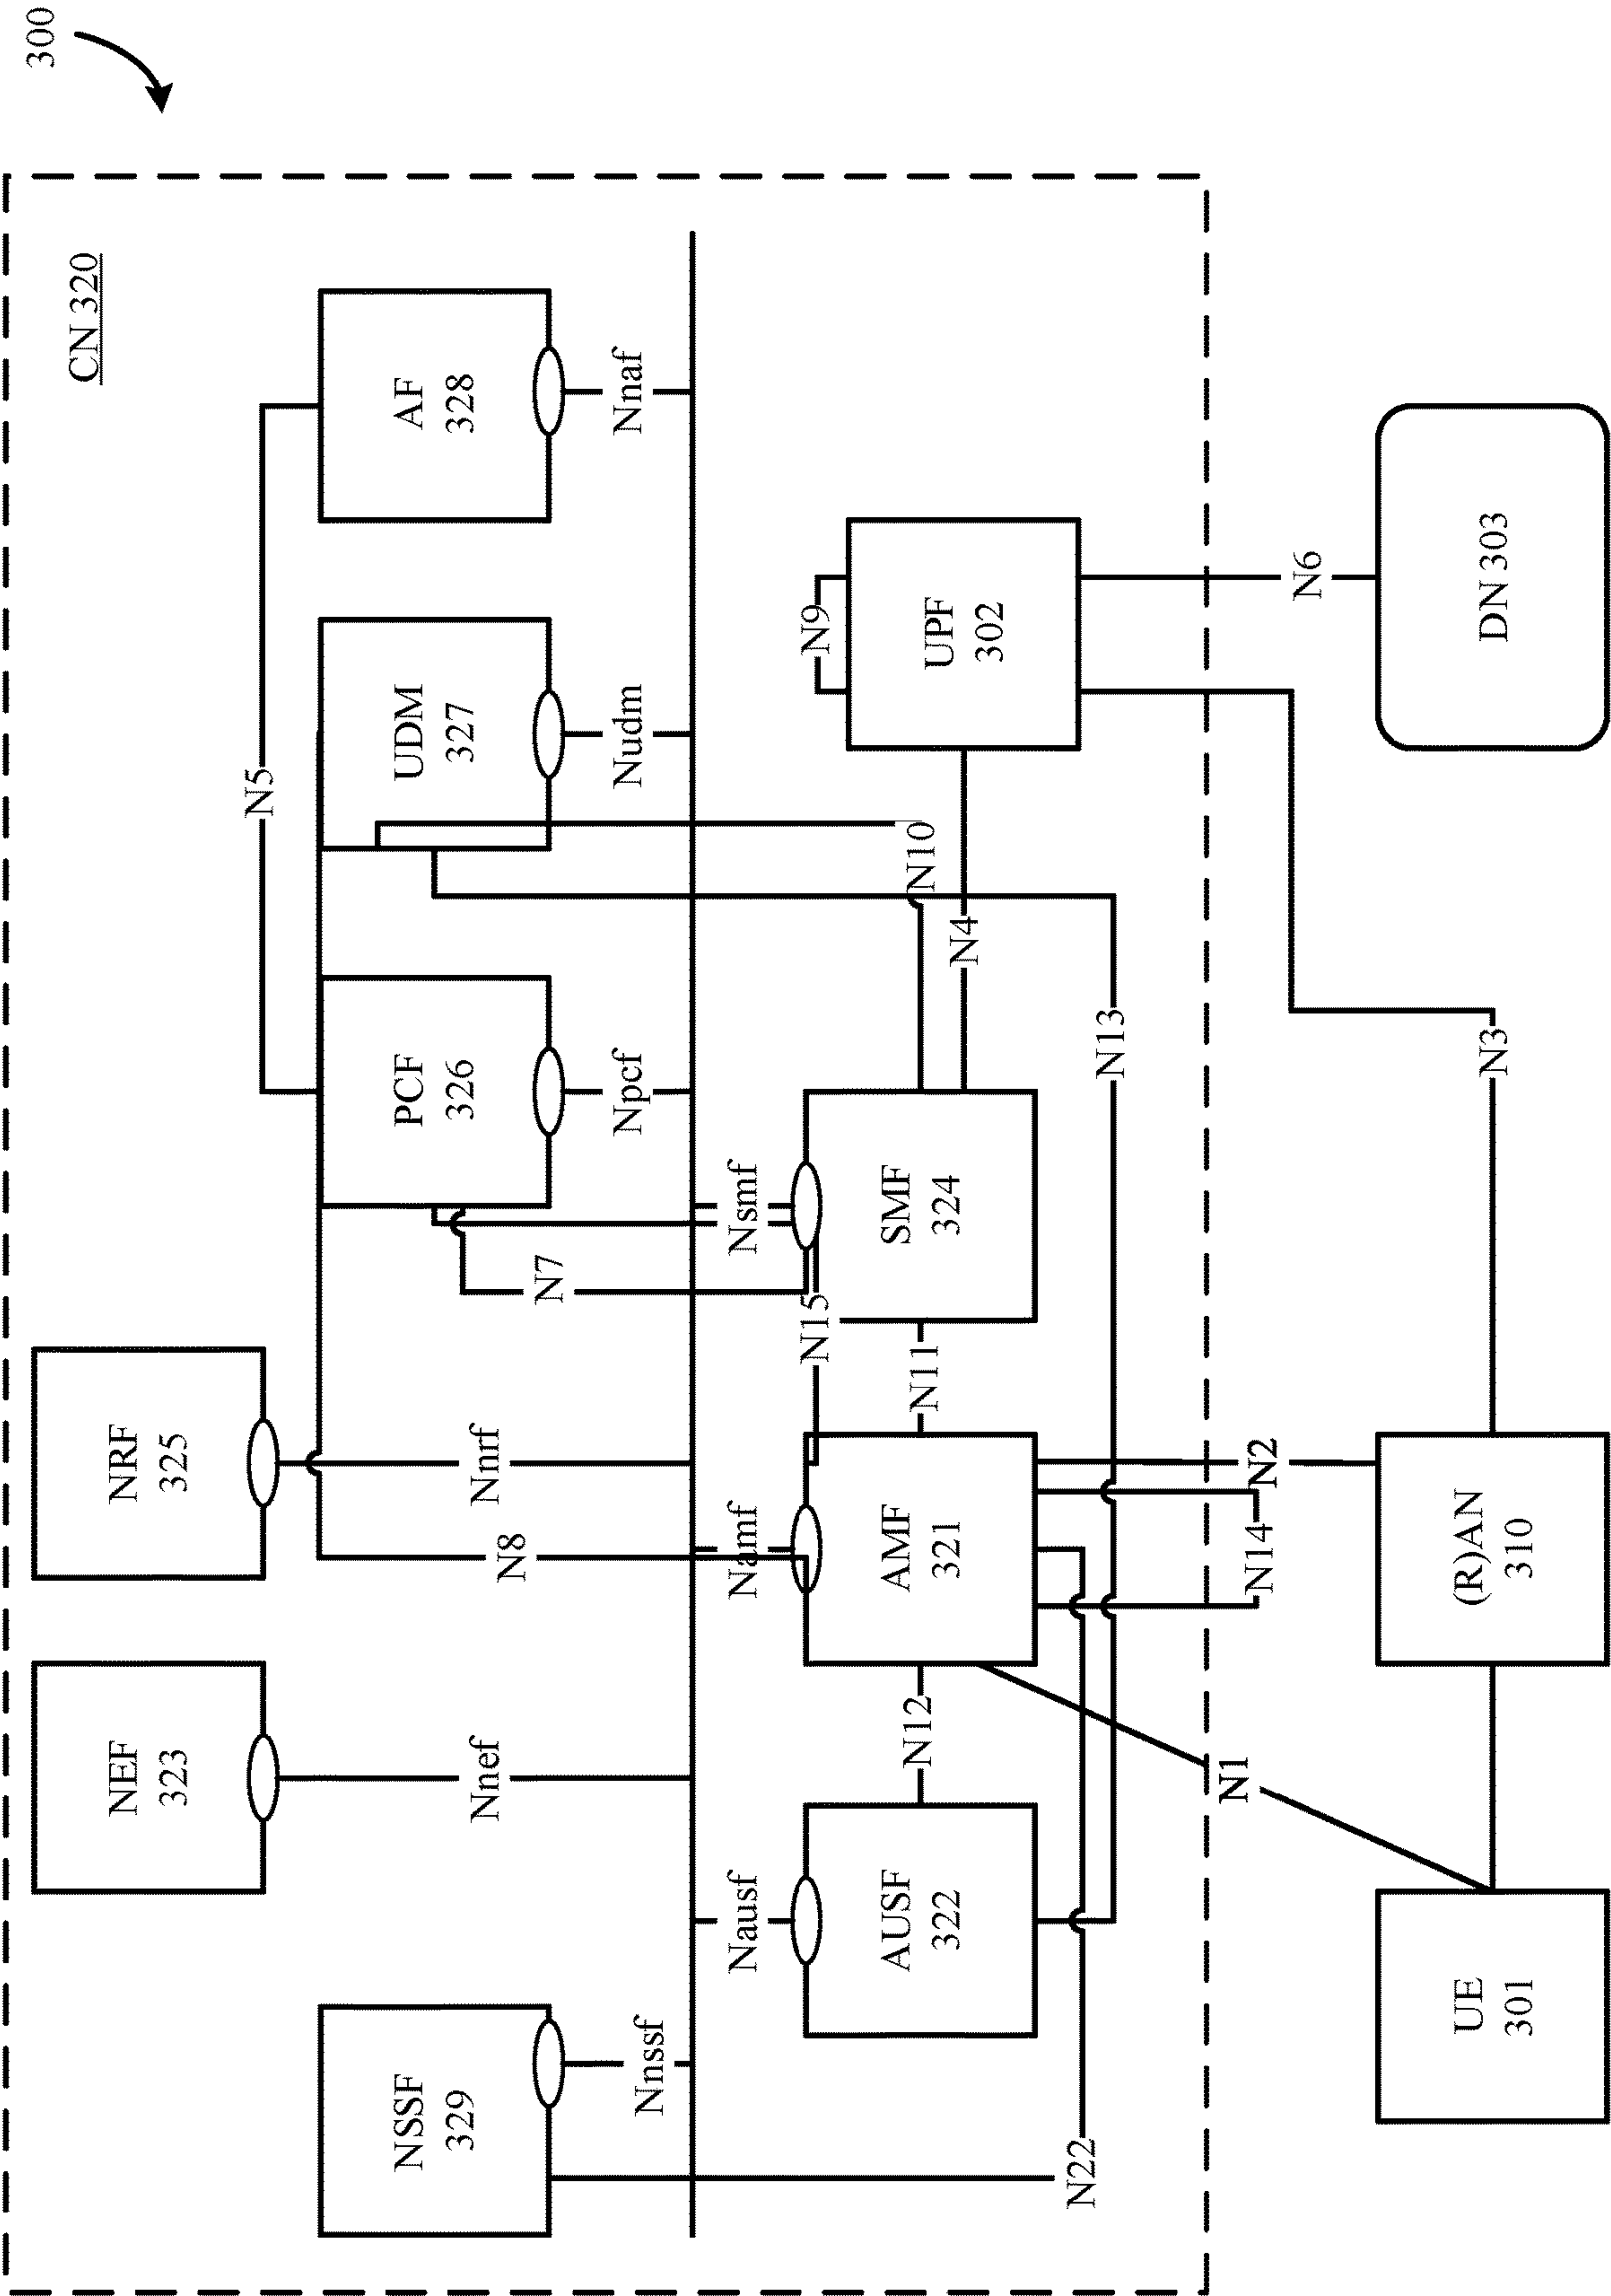 300
CN 320
NEF
323
NRF
325
N5
NSSF
329
PCF
326
UDM
327
AF
328
Nnef
N8
Nnrf
N7
Nnssf
Npcf
Nudm
Nnaf
Nausf
Namf
Nsmf
N15
N9
AUSF
322
N12
AMF
321
N11
SMF
324
N10
N4
UPF
302
N22
N13
N1
N14
N2
N6
UE
301
(R)AN
310
N3
DN 303